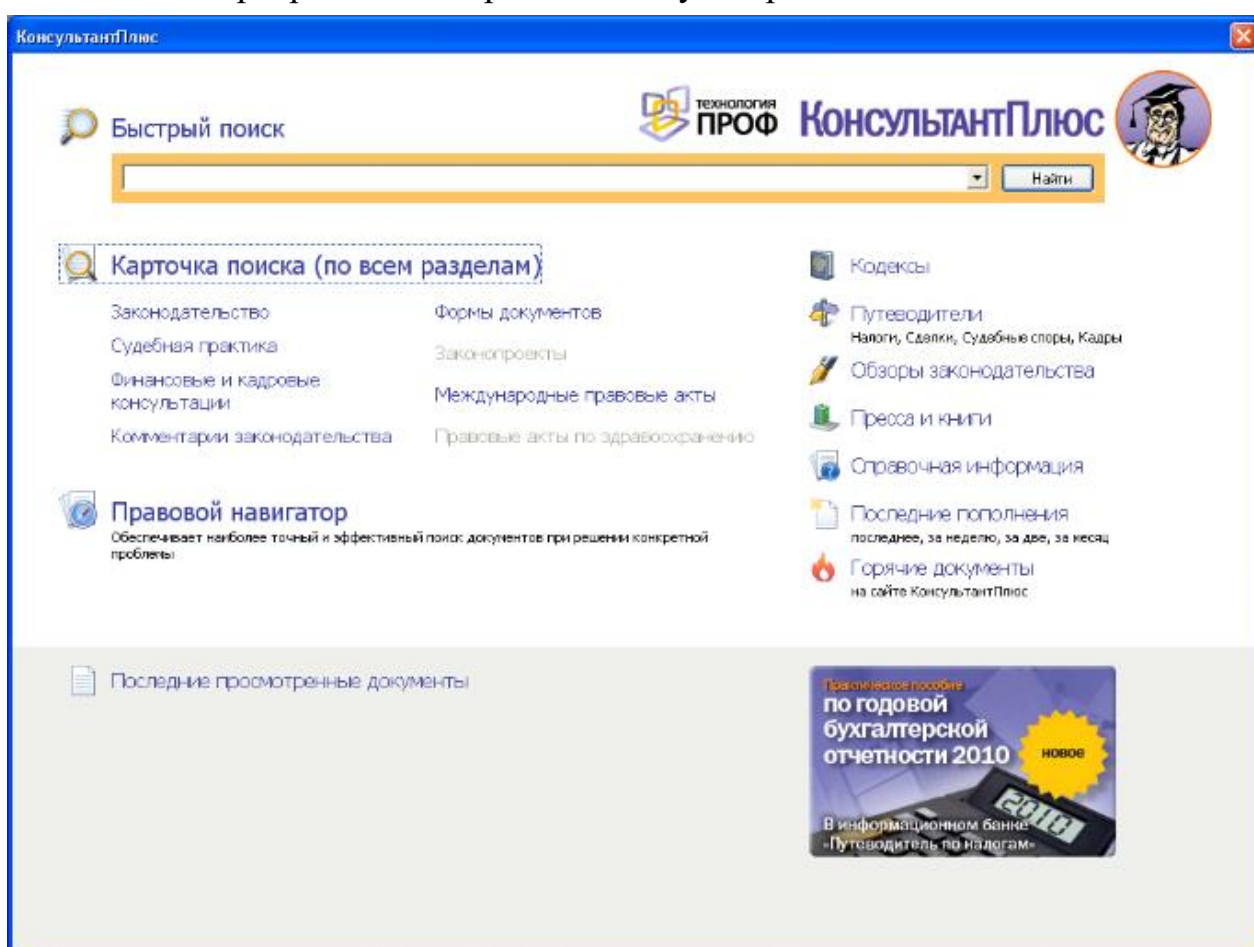 КонсультантПлюс
Быстрый поиск
технология
ПРОФ
КонсультантПлюс
Найти
Карточка поиска (по всем разделам)
Законодательство
Судебная практика
Финансовые и кадровые
консультации
Комментарии законодательства
Формы документов
Законопроекты
Международные правовые акты
Правовые акты по здравоохранению
Правовой навигатор
Обеспечивает наиболее точный и эффективный поиск документов при решении конкретной
проблемы
Кодексы
Путеводители
Налоги, Сделки, Судебные споры, Кадры
Обзоры законодательства
Пресса и книги
Справочная информация
Последние пополнения
последнее, за неделю, за две, за месяц
Горячие документы
на сайте КонсультантПлюс
Последние просмотренные документы
Практическое пособие
по годовой
бухгалтерской
отчетности 2010
НОВОЕ
2010
В информационном банке
«Путеводитель по налогам»